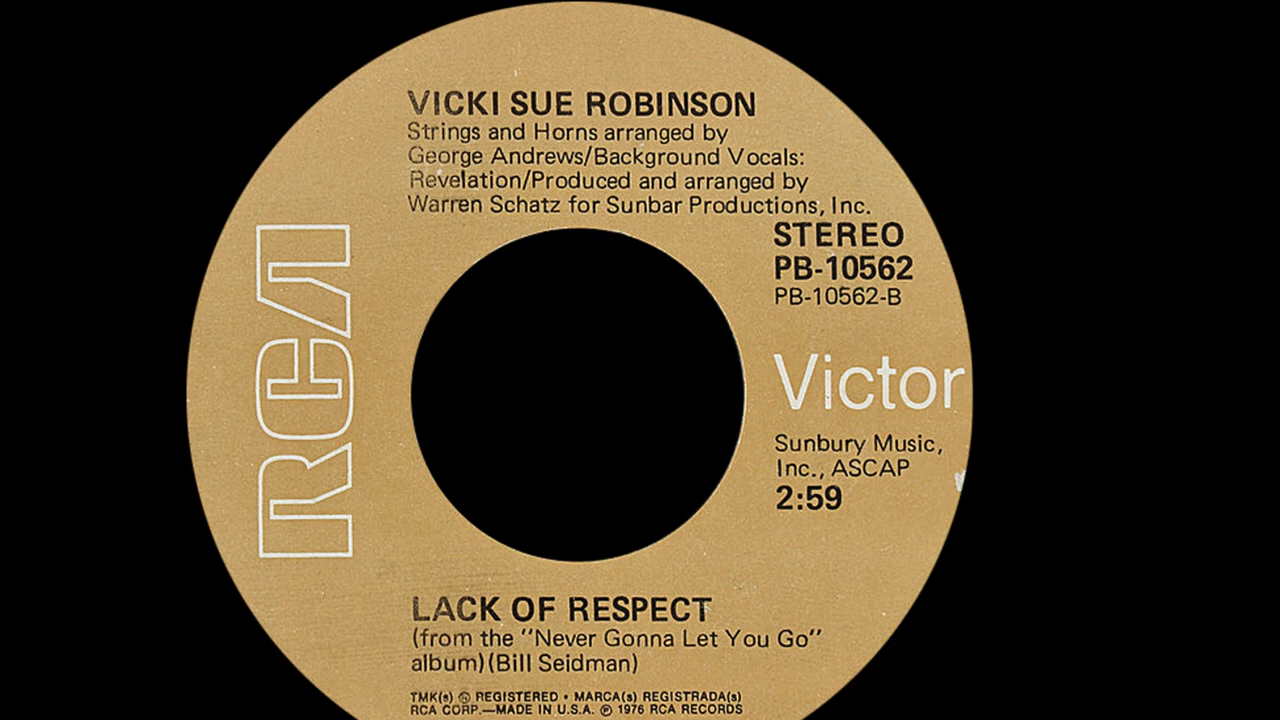 VICKI SUE ROBINSON
Strings and Horns arranged by
George Andrews/Background Vocals:
Revelation/Produced and arranged by
Warren Schatz for Sunbar Productions, Inc.
STEREO
PB-10562
PB-10562-B
RCA
Victor
Sunbury Music,
Inc., ASCAP
2:59
LACK OF RESPECT
(from the "Never Gonna Let You Go"
album)(Bill Seidman)
TMK(s) ® REGISTERED • MARCA(s) REGISTRADA(s)
RCA CORP.—MADE IN U.S.A. ℗ 1976 RCA RECORDS